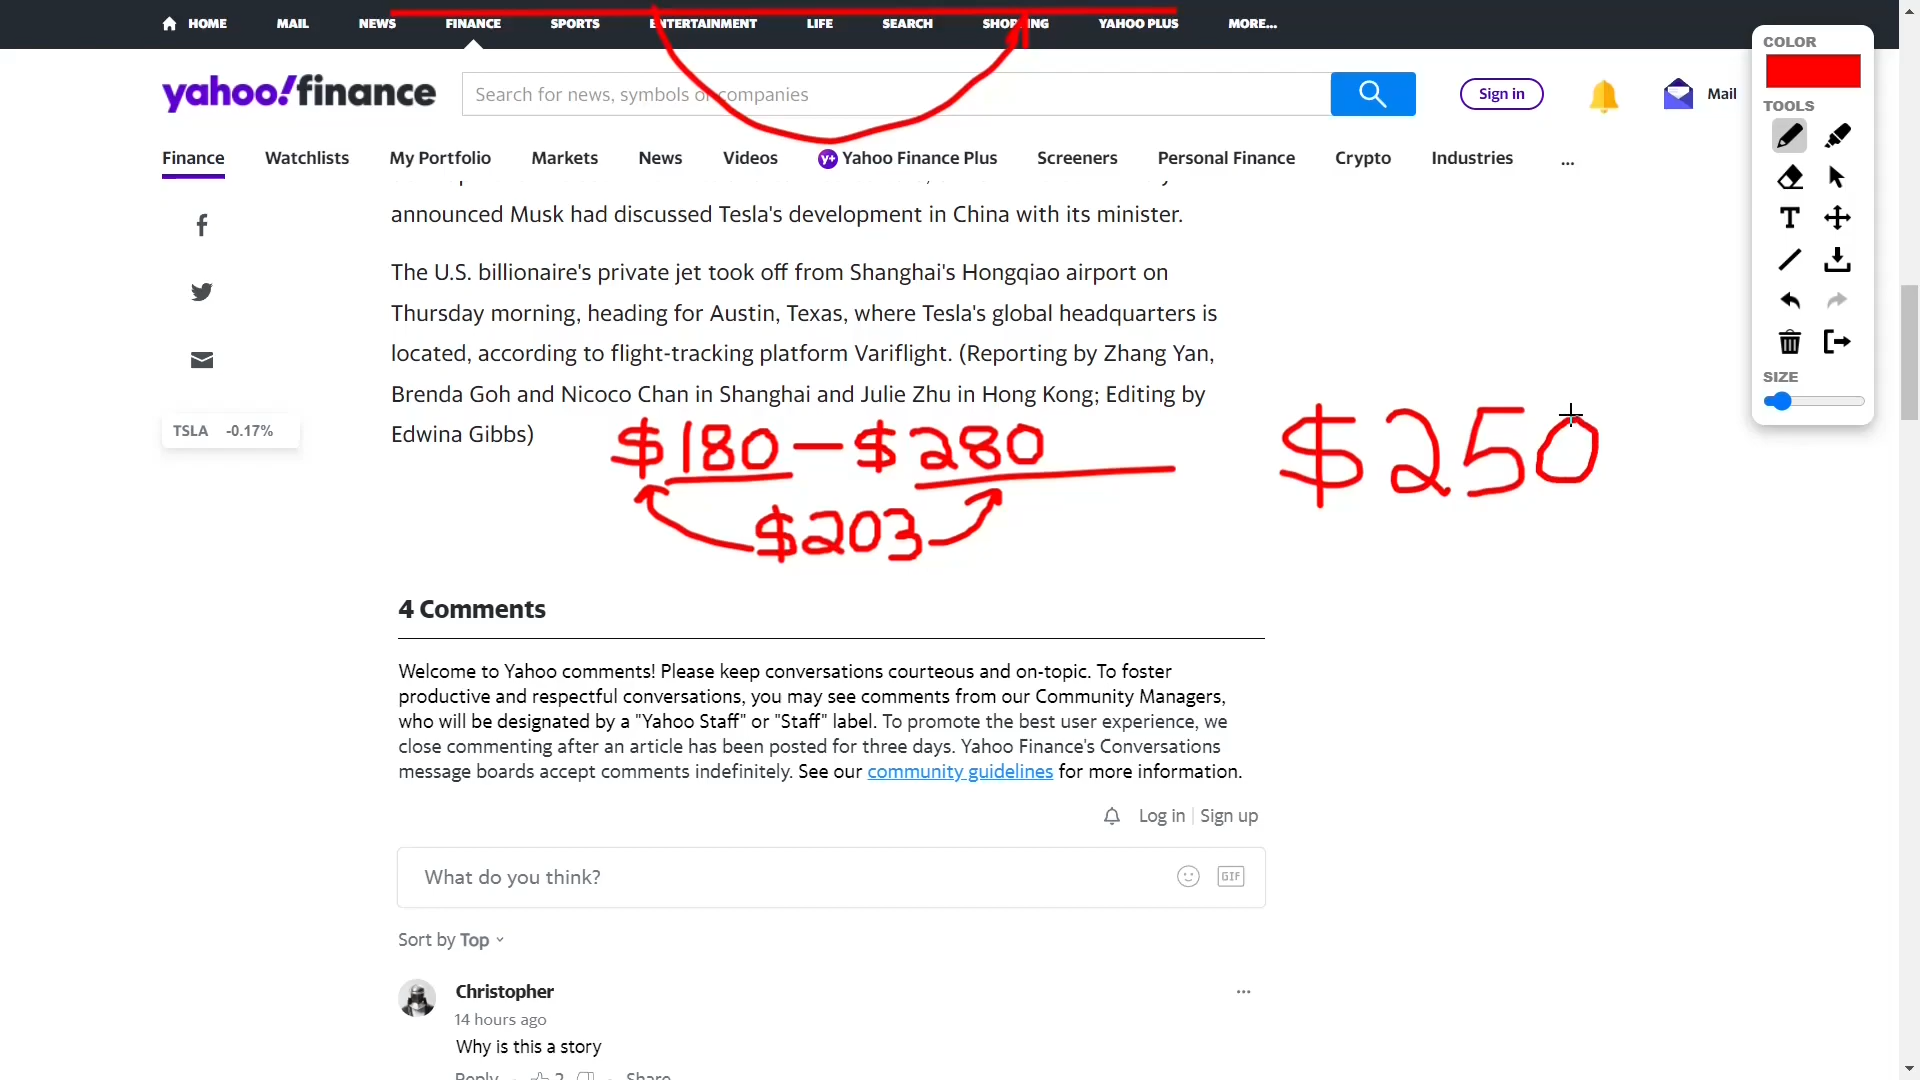 HOME MAIL NEWS FINANCE SPORTS ENTERTAINMENT LIFE SEARCH SHOPPING YAHOO PLUS MORE...
COLOR
yahoo!finance
Search for news, symbols or companies
Sign in
Mail
TOOLS
Finance Watchlists My Portfolio Markets News Videos y+ Yahoo Finance Plus Screeners Personal Finance Crypto Industries ...
T
SIZE
announced Musk had discussed Tesla's development in China with its minister.
The U.S. billionaire's private jet took off from Shanghai's Hongqiao airport on
Thursday morning, heading for Austin, Texas, where Tesla's global headquarters is
located, according to flight-tracking platform Variflight. (Reporting by Zhang Yan,
Brenda Goh and Nicoco Chan in Shanghai and Julie Zhu in Hong Kong; Editing by
Edwina Gibbs)
TSLA -0.17%
$180 — $280
$250
$203
4 Comments
Welcome to Yahoo comments! Please keep conversations courteous and on-topic. To foster
productive and respectful conversations, you may see comments from our Community Managers,
who will be designated by a "Yahoo Staff" or "Staff" label. To promote the best user experience, we
close commenting after an article has been posted for three days. Yahoo Finance's Conversations
message boards accept comments indefinitely. See our community guidelines for more information.
Log in | Sign up
What do you think?
GIF
Sort by Top
Christopher
...
14 hours ago
Why is this a story
Reply 2 Share